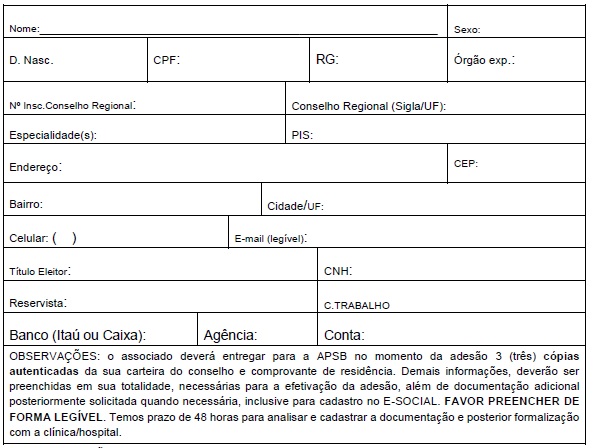 Nome:
Sexo:
D. Nasc.
CPF:
RG:
Órgão exp.:
Nº Insc.Conselho Regional:
Conselho Regional (Sigla/UF):
Especialidade(s):
PIS:
Endereço:
CEP:
Bairro:
Cidade/UF:
Celular: ( )
E-mail (legível):
Título Eleitor:
CNH:
Reservista:
C.TRABALHO
Banco (Itaú ou Caixa):
Agência:
Conta:
OBSERVAÇÕES: o associado deverá entregar para a APSB no momento da adesão 3 (três) cópias
autenticadas da sua carteira do conselho e comprovante de residência. Demais informações, deverão ser
preenchidas em sua totalidade, necessárias para a efetivação da adesão, além de documentação adicional
posteriormente solicitada quando necessária, inclusive para cadastro no E-SOCIAL. FAVOR PREENCHER DE
FORMA LEGÍVEL. Temos prazo de 48 horas para analisar e cadastrar a documentação e posterior formalização
com a clínica/hospital.